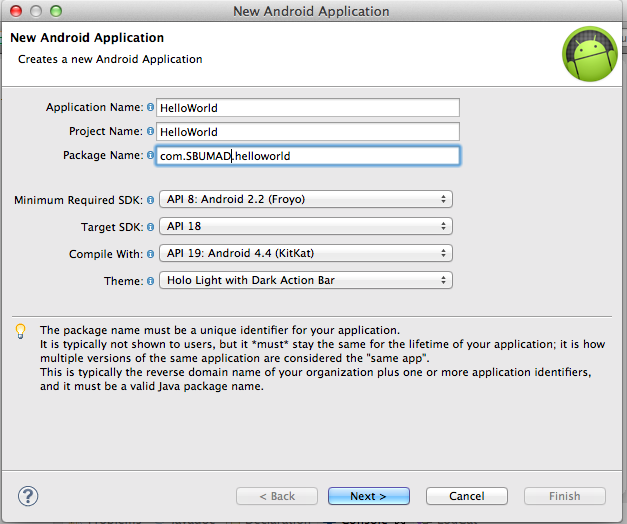 New Android Application
New Android Application
Creates a new Android Application
Application Name: HelloWorld
Project Name: HelloWorld
Package Name: com.SBUMAD.helloworld
Minimum Required SDK: API 8: Android 2.2 (Froyo)
Target SDK: API 18
Compile With: API 19: Android 4.4 (KitKat)
Theme: Holo Light with Dark Action Bar
The package name must be a unique identifier for your application.
It is typically not shown to users, but it *must* stay the same for the lifetime of your application; it is how
multiple versions of the same application are considered the "same app".
This is typically the reverse domain name of your organization plus one or more application identifiers,
and it must be a valid Java package name.
? < Back Next > Cancel Finish